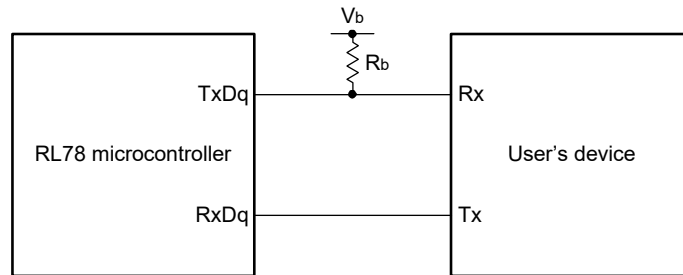 Vb
Rb
TxDq
Rx
RL78 microcontroller
User’s device
RxDq
Tx